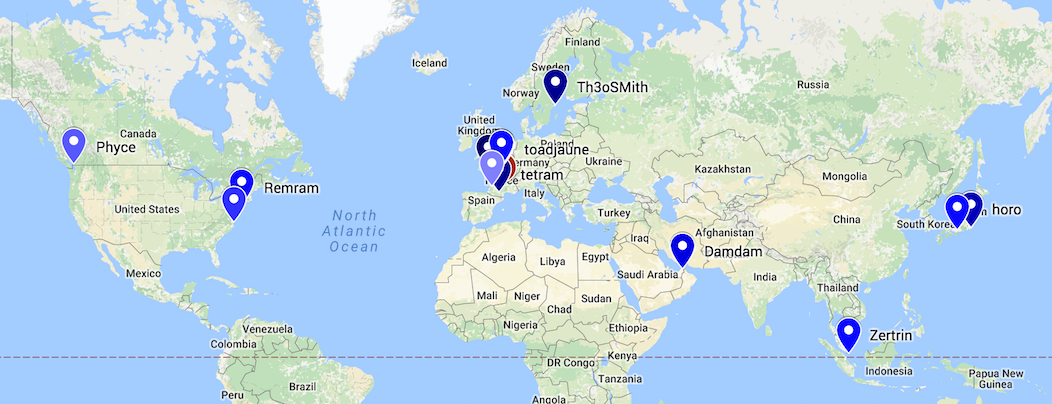 Finland
Iceland
Sweden
Th3oSMith
Russia
Norway
United
Kingdom
Canada
Phyce
toadjaune
Poland
Germany
Ukraine
Kazakhstan
Mongolia
tetram
Remram
Italy
Spain
United States
North
Atlantic
Ocean
Turkey
China
South Korea
horo
Afghanistan
Iraq
Damdam
Algeria
Libya
Egypt
Saudi Arabia
India
Mexico
Mali
Niger
Sudan
Chad
Thailand
Nigeria
Ethiopia
Venezuela
Colombia
Zertrin
Kenya
DR Congo
Indonesia
Tanzania
Papua New
Guinea
Brazil
Peru
Angola